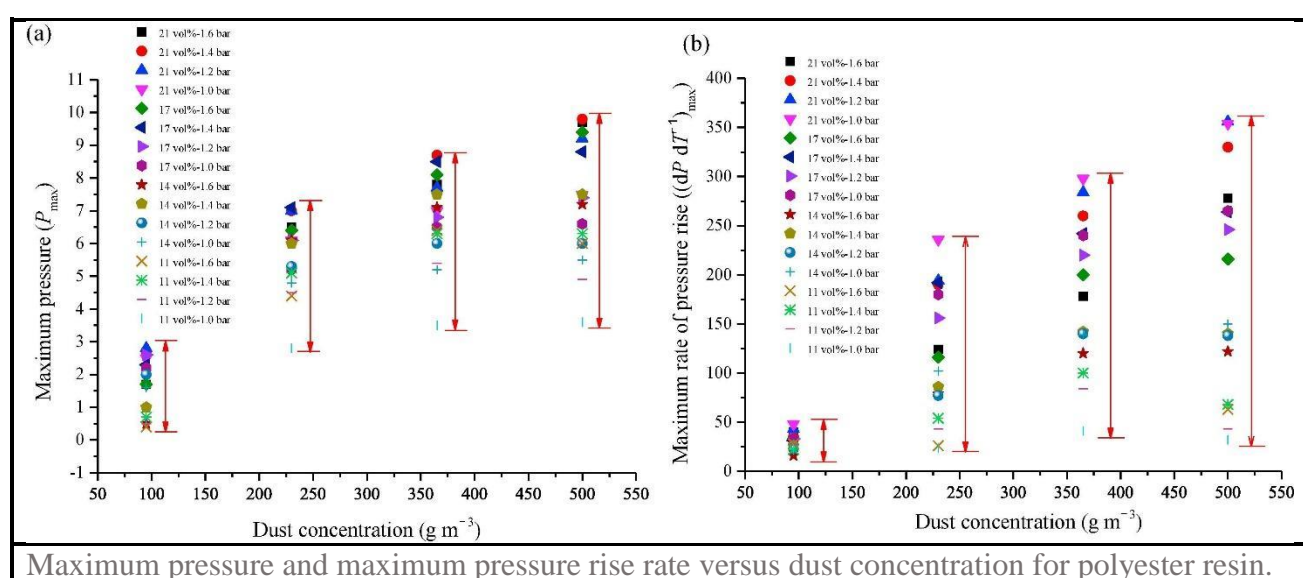 (a)
21 vol%-1.6 bar
21 vol%-1.4 bar
21 vol%-1.2 bar
21 vol%-1.0 bar
17 vol%-1.6 bar
17 vol%-1.4 bar
17 vol%-1.2 bar
17 vol%-1.0 bar
14 vol%-1.6 bar
14 vol%-1.4 bar
14 vol%-1.2 bar
14 vol%-1.0 bar
11 vol%-1.6 bar
11 vol%-1.4 bar
11 vol%-1.2 bar
11 vol%-1.0 bar
Maximum pressure (Pmax)
11
10
9
8
7
6
5
4
3
2
1
0
-1
50 100 150 200 250 300 350 400 450 500 550
Dust concentration (g m⁻³)
(b)
21 vol%-1.6 bar
21 vol%-1.4 bar
21 vol%-1.2 bar
21 vol%-1.0 bar
17 vol%-1.6 bar
17 vol%-1.4 bar
17 vol%-1.2 bar
17 vol%-1.0 bar
14 vol%-1.6 bar
14 vol%-1.4 bar
14 vol%-1.2 bar
14 vol%-1.0 bar
11 vol%-1.6 bar
11 vol%-1.4 bar
11 vol%-1.2 bar
11 vol%-1.0 bar
Maximum rate of pressure rise ((dP dT⁻¹)max)
400
350
300
250
200
150
100
50
0
50 100 150 200 250 300 350 400 450 500 550
Dust concentration (g m⁻³)
Maximum pressure and maximum pressure rise rate versus dust concentration for polyester resin.